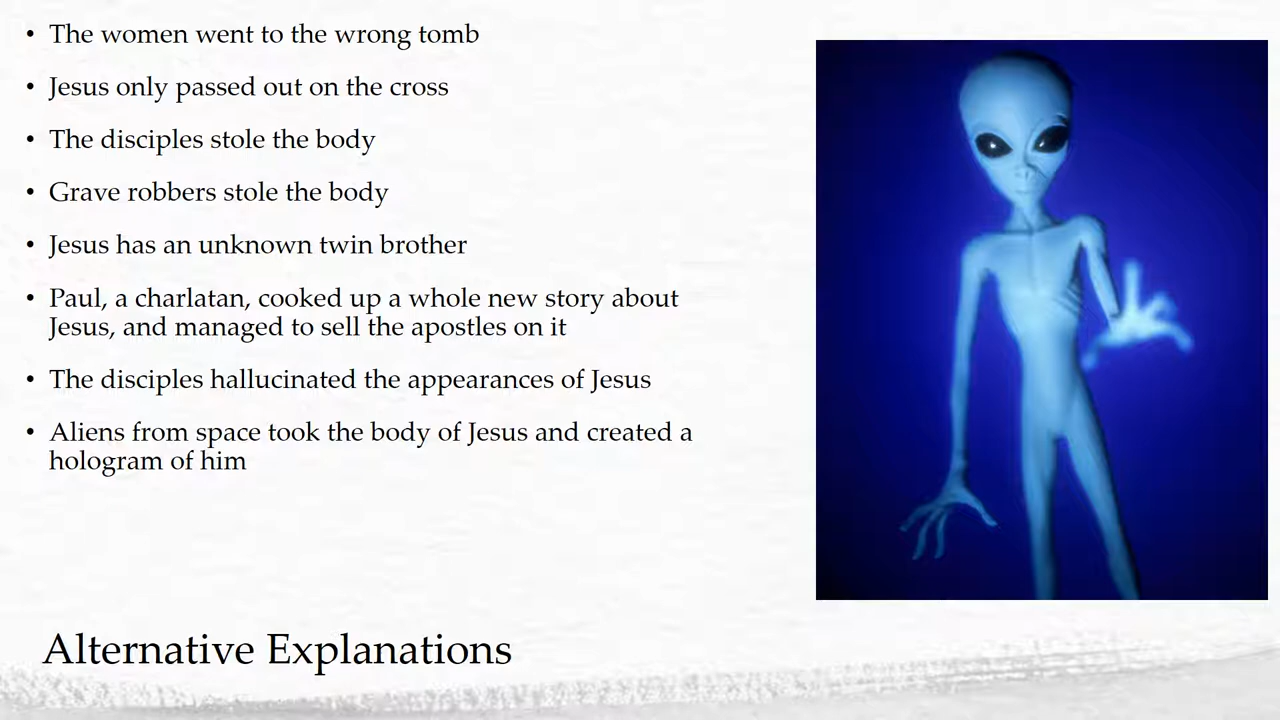 • The women went to the wrong tomb
• Jesus only passed out on the cross
• The disciples stole the body
• Grave robbers stole the body
• Jesus has an unknown twin brother
• Paul, a charlatan, cooked up a whole new story about
Jesus, and managed to sell the apostles on it
• The disciples hallucinated the appearances of Jesus
• Aliens from space took the body of Jesus and created a
hologram of him
Alternative Explanations